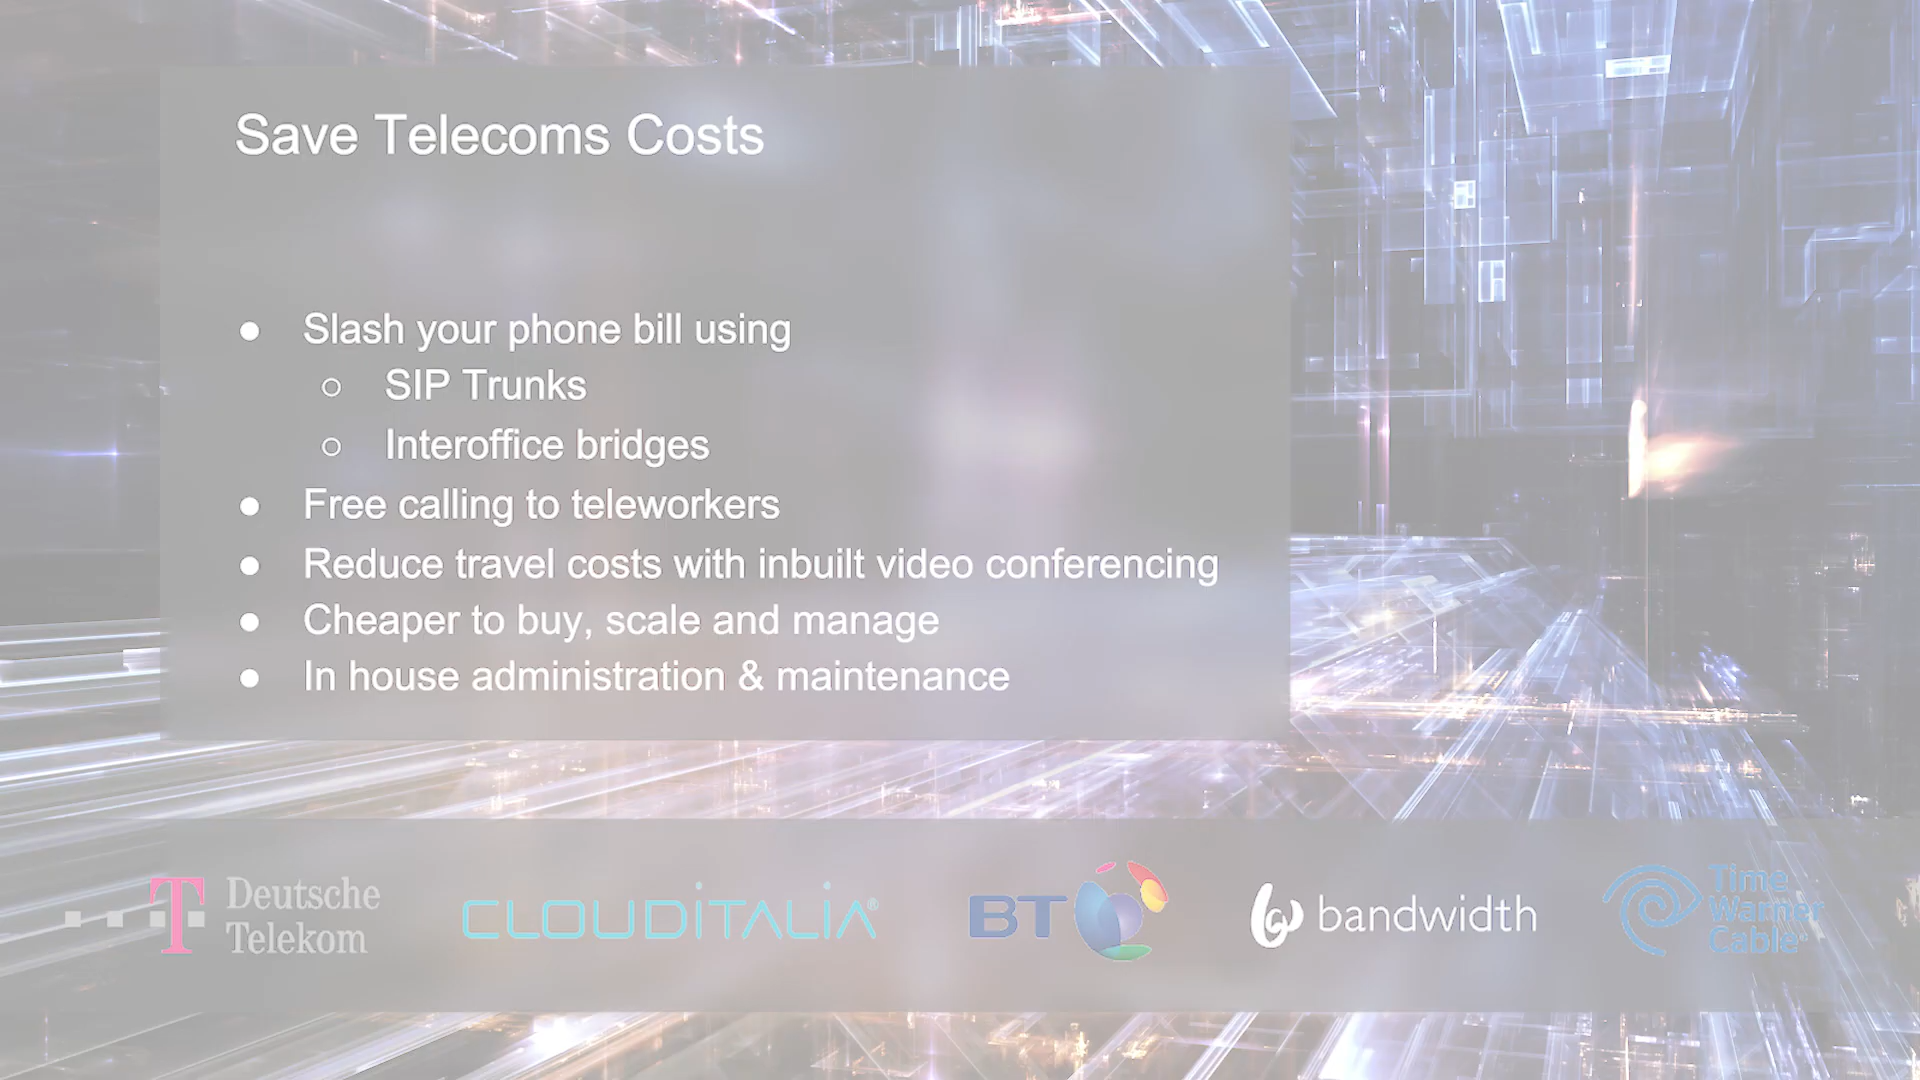 Save Telecoms Costs
● Slash your phone bill using
○ SIP Trunks
○ Interoffice bridges
● Free calling to teleworkers
● Reduce travel costs with inbuilt video conferencing
● Cheaper to buy, scale and manage
● In house administration & maintenance
T Deutsche
Telekom
CLOUDITALIA®
BT
bandwidth
Time
Warner
Cable®